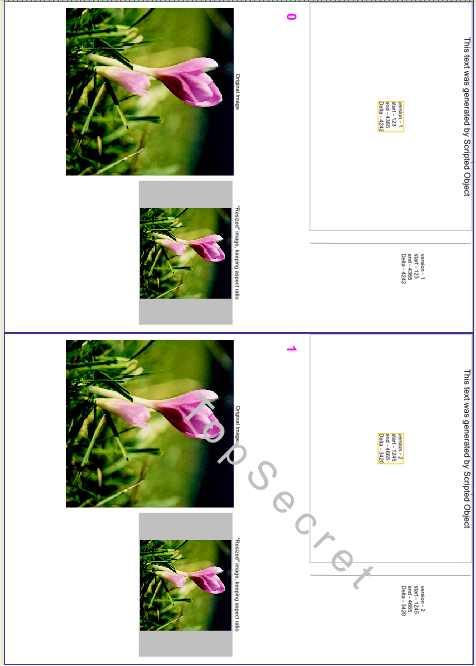 This text was generated by Scripted Object
version - 1
start - 123
end - 4365
Delta - 4242
version - 1
start - 123
end - 4365
Delta - 4242
0
Original Image
"Resized" image, keeping aspect ratio
This text was generated by Scripted Object
version - 2
start - 1245
end - 4665
Delta - 3420
version - 2
start - 1245
end - 4665
Delta - 3420
1
Original Image
"Resized" image, keeping aspect ratio
TopSecret